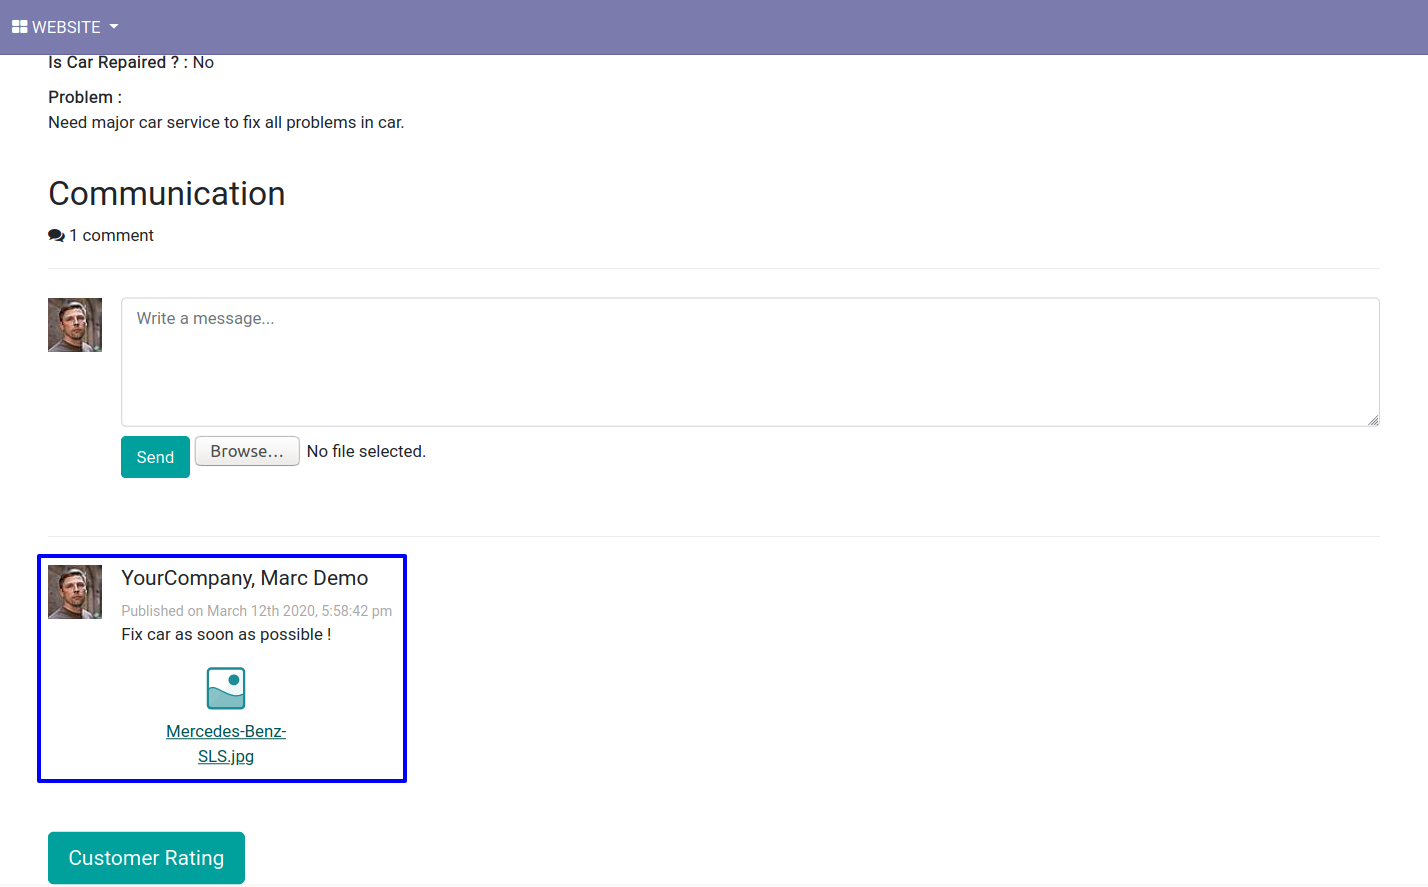 WEBSITE
Is Car Repaired ? : No
Problem :
Need major car service to fix all problems in car.
Communication
1 comment
Write a message...
Send Browse... No file selected.
YourCompany, Marc Demo
Published on March 12th 2020, 5:58:42 pm
Fix car as soon as possible !
Mercedes-Benz-
SLS.jpg
Customer Rating